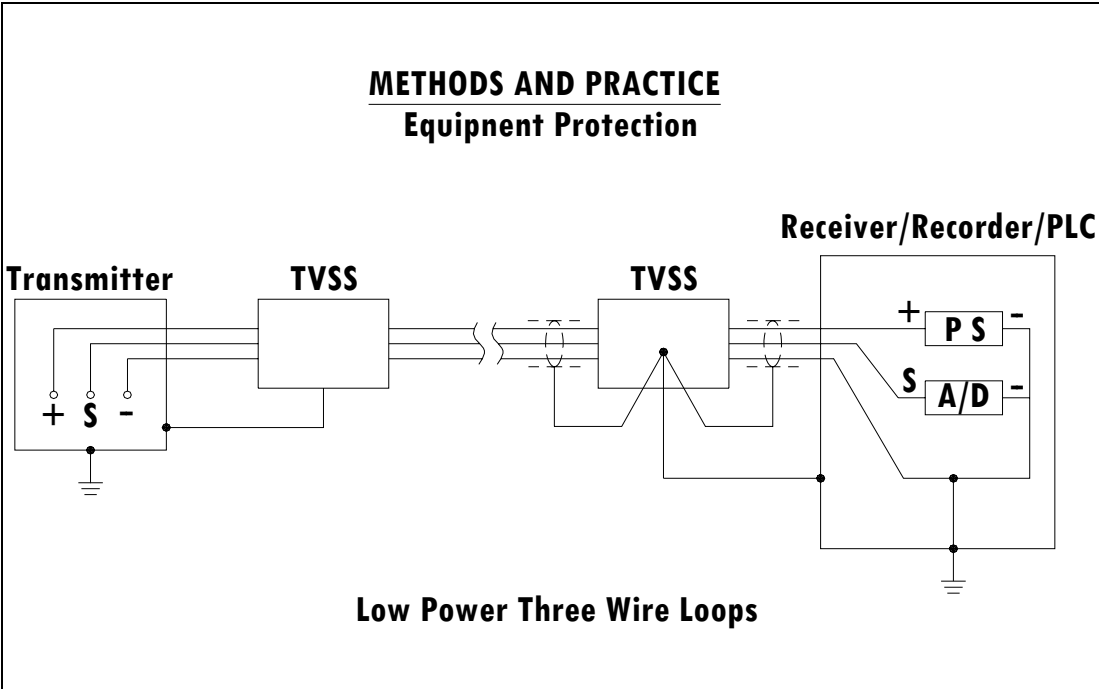 METHODS AND PRACTICE
Equipnent Protection
Receiver/Recorder/PLC
Transmitter
TVSS
TVSS
+ P S -
S A/D -
+ S -
Low Power Three Wire Loops